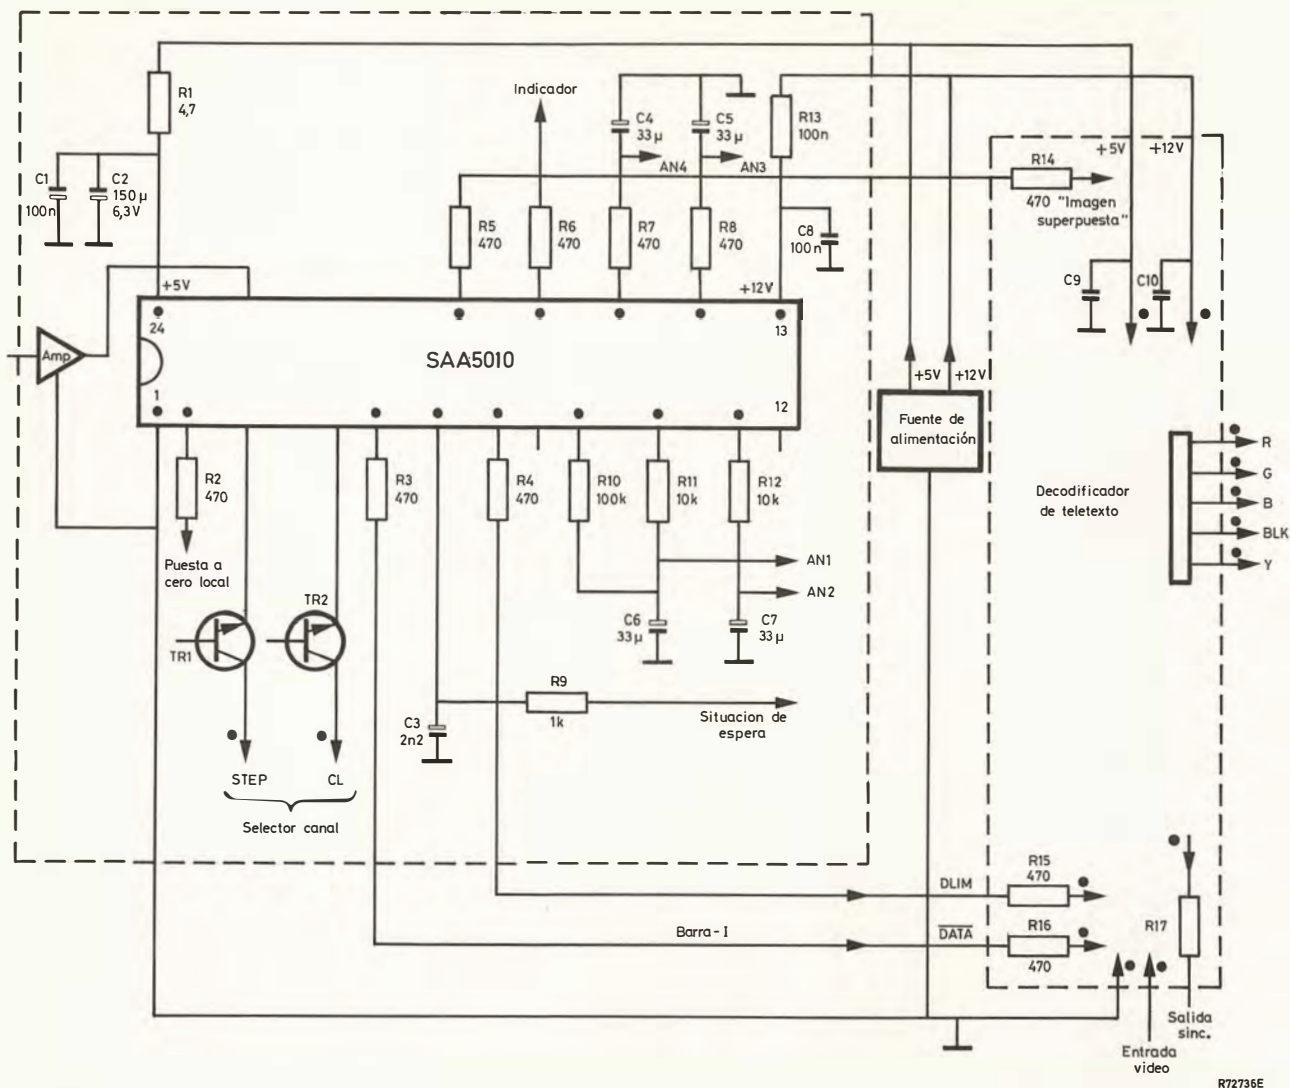 R1
4,7
C1
100n
C2
150µ
6,3V
+5V
Indicador
C4
33µ
C5
33µ
AN4
AN3
R13
100n
R5
470
R6
470
R7
470
R8
470
C8
100n
+12V
R14
470 "Imagen
superpuesta"
+5V
+12V
C9
C10
24
13
Amp
SAA5010
1
12
+5V
+12V
Fuente de
alimentación
R2
470
Puesta a
cero local
R3
470
R4
470
R10
100k
R11
10k
R12
10k
AN1
AN2
C6
33µ
C7
33µ
TR1
TR2
Decodificador
de teletexto
R
G
B
BLK
Y
R9
1k
C3
2n2
Situacion de
espera
STEP
CL
Selector canal
DLIM
R15
470
Barra-I
DATA
R16
470
R17
Salida
sinc.
Entrada
video
R72736E